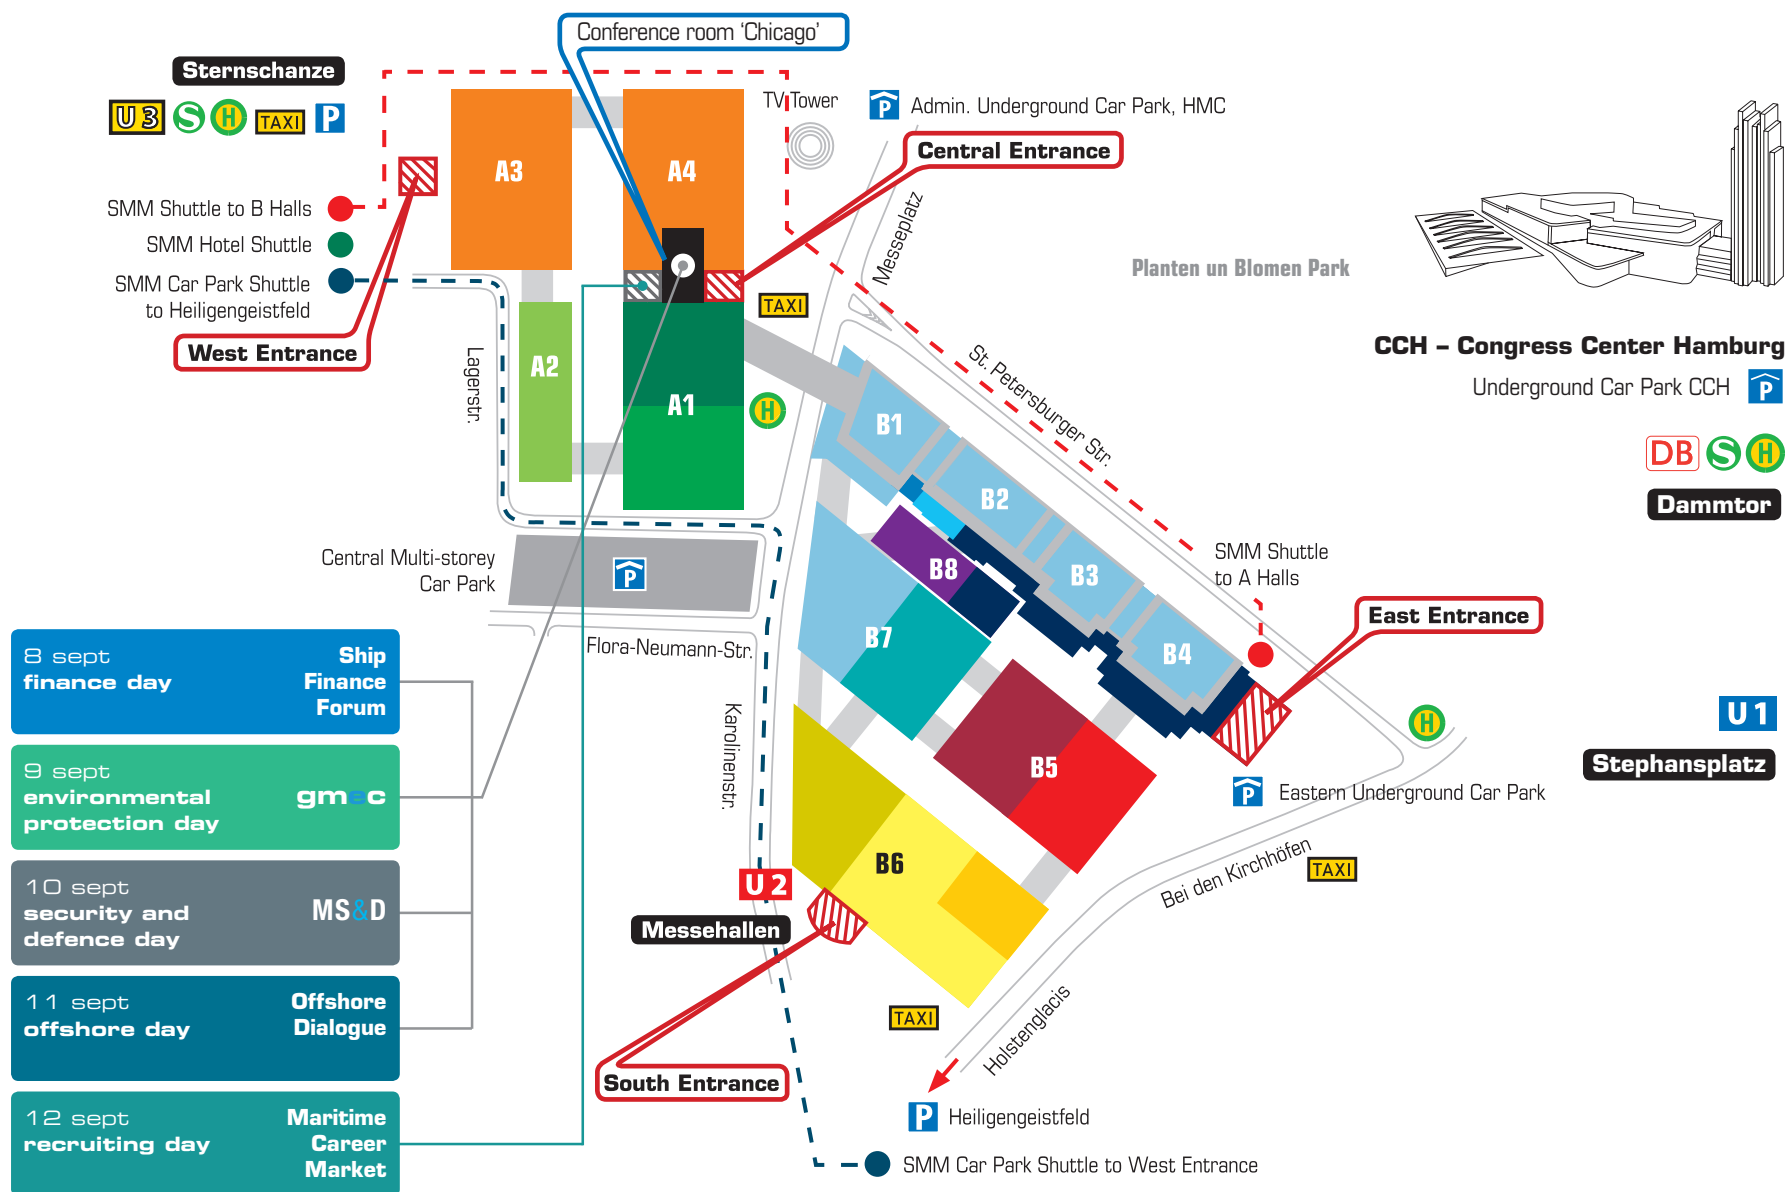 Conference room ‘Chicago’
Sternschanze
U3 S H TAXI P
TV Tower
P Admin. Underground Car Park, HMC
Central Entrance
A3
A4
SMM Shuttle to B Halls
SMM Hotel Shuttle
SMM Car Park Shuttle
to Heiligengeistfeld
West Entrance
Messeplatz
Planten un Blomen Park
TAXI
CCH – Congress Center Hamburg
Underground Car Park CCH P
DB S H
Dammtor
Lagerstr.
A2
A1
H
St. Petersburger Str.
B1
B2
B3
B4
B8
B7
B5
B6
SMM Shuttle
to A Halls
East Entrance
Central Multi-storey
Car Park
P
Flora-Neumann-Str.
Karolinenstr.
H
U1
Stephansplatz
P Eastern Underground Car Park
Bei den Kirchhöfen
TAXI
U2
Messehallen
TAXI
Holstenglacis
South Entrance
P Heiligengeistfeld
SMM Car Park Shuttle to West Entrance
8 sept
finance day
Ship
Finance
Forum
9 sept
environmental
protection day
gmec
10 sept
security and
defence day
MS&D
11 sept
offshore day
Offshore
Dialogue
12 sept
recruiting day
Maritime
Career
Market